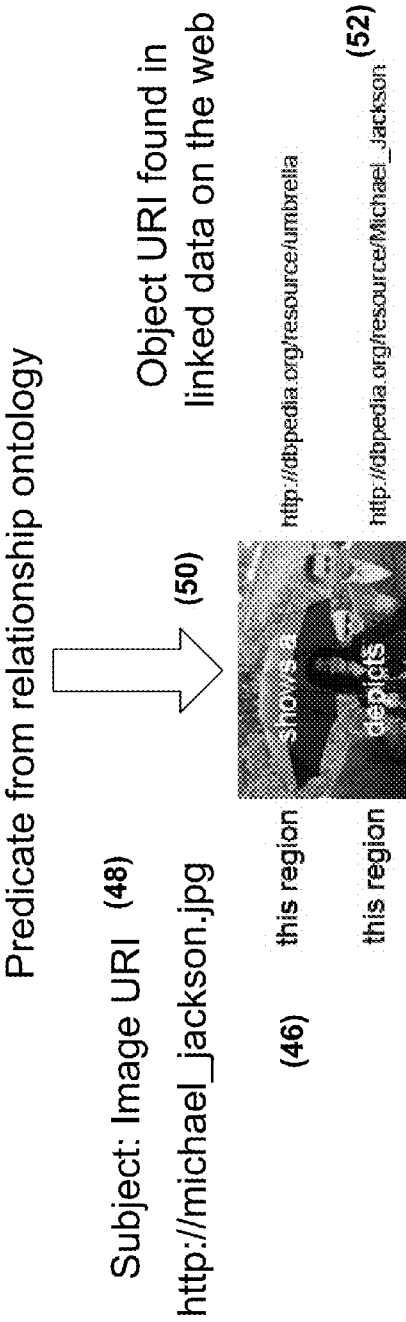 Predicate from relationship ontology
Subject: Image URI (48)
http://michael_jackson.jpg
(50)
Object URI found in
linked data on the web
(46)
this region shows a http://dbpedia.org/resource/umbrella
this region depicts http://dbpedia.org/resource/Michael_Jackson
(52)